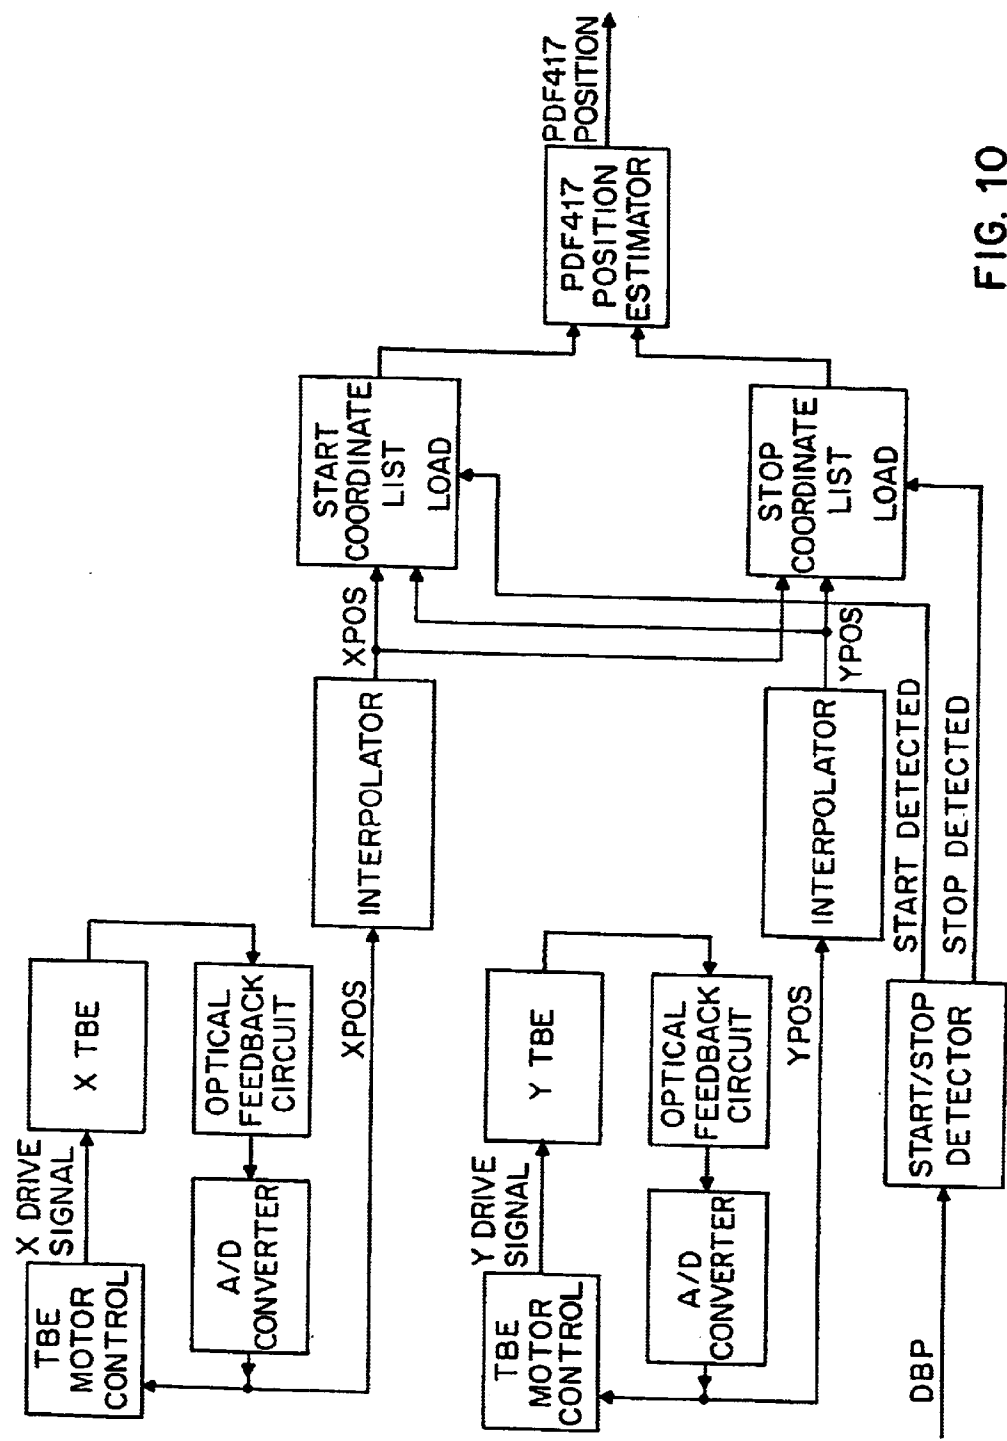 TBE
MOTOR
CONTROL
X DRIVE
SIGNAL
X TBE
OPTICAL
FEEDBACK
CIRCUIT
A/D
CONVERTER
XPOS
INTERPOLATOR
XPOS
START
COORDINATE
LIST
LOAD
TBE
MOTOR
CONTROL
Y DRIVE
SIGNAL
Y TBE
OPTICAL
FEEDBACK
CIRCUIT
A/D
CONVERTER
YPOS
INTERPOLATOR
YPOS
STOP
COORDINATE
LIST
LOAD
PDF417
POSITION
ESTIMATOR
PDF417
POSITION
DBP
START/STOP
DETECTOR
START DETECTED
STOP DETECTED
FIG. 10